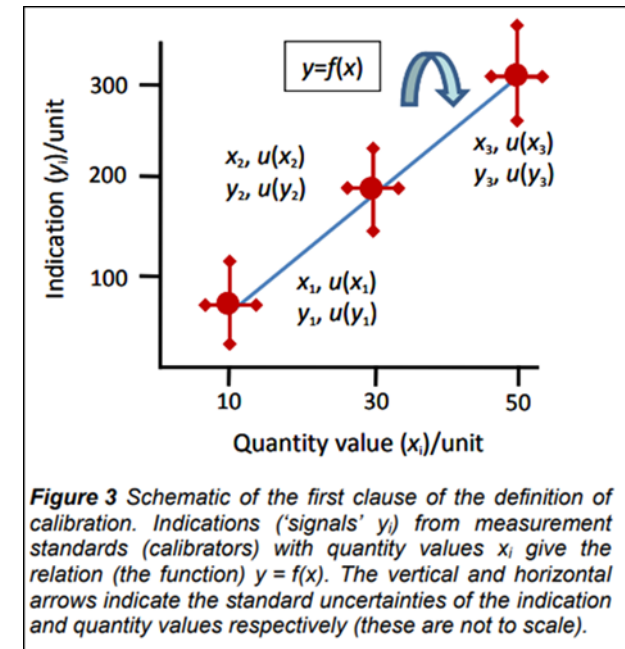 y=f(x)
300
200
100
Indication (yᵢ)/unit
x₂, u(x₂)
y₂, u(y₂)
x₃, u(x₃)
y₃, u(y₃)
x₁, u(x₁)
y₁, u(y₁)
10 30 50
Quantity value (xᵢ)/unit
Figure 3 Schematic of the first clause of the definition of
calibration. Indications (‘signals’ yᵢ) from measurement
standards (calibrators) with quantity values xᵢ give the
relation (the function) y = f(x). The vertical and horizontal
arrows indicate the standard uncertainties of the indication
and quantity values respectively (these are not to scale).